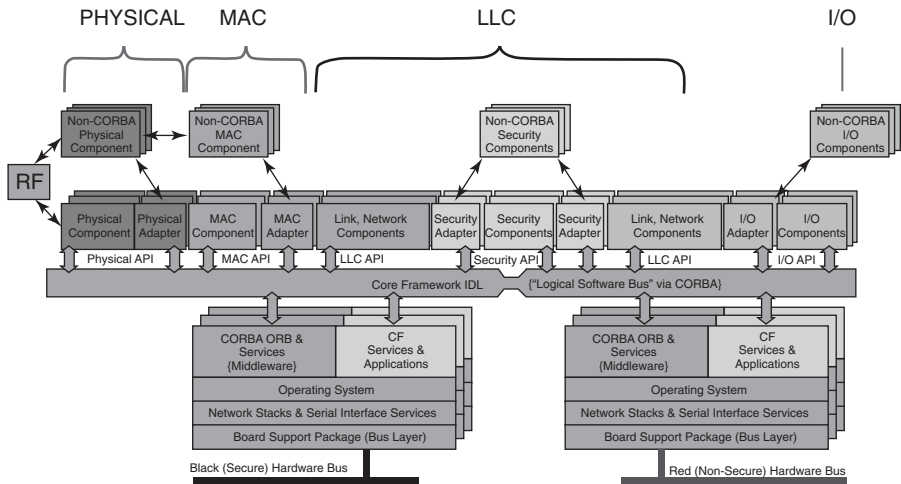 PHYSICAL MAC LLC I/O
Non-CORBA
Physical
Component
Non-CORBA
MAC
Component
Non-CORBA
Security
Components
Non-CORBA
I/O
Components
RF
Physical
Component
Physical
Adapter
MAC
Component
MAC
Adapter
Link, Network
Components
Security
Adapter
Security
Components
Security
Adapter
Link, Network
Components
I/O
Adapter
I/O
Components
Physical API
MAC API
LLC API
Security API
LLC API
I/O API
Core Framework IDL
{"Logical Software Bus" via CORBA}
CORBA ORB &
Services
{Middleware}
CF
Services &
Applications
Operating System
Network Stacks & Serial Interface Services
Board Support Package (Bus Layer)
CORBA ORB &
Services
{Middleware}
CF
Services &
Applications
Operating System
Network Stacks & Serial Interface Services
Board Support Package (Bus Layer)
Black (Secure) Hardware Bus
Red (Non-Secure) Hardware Bus